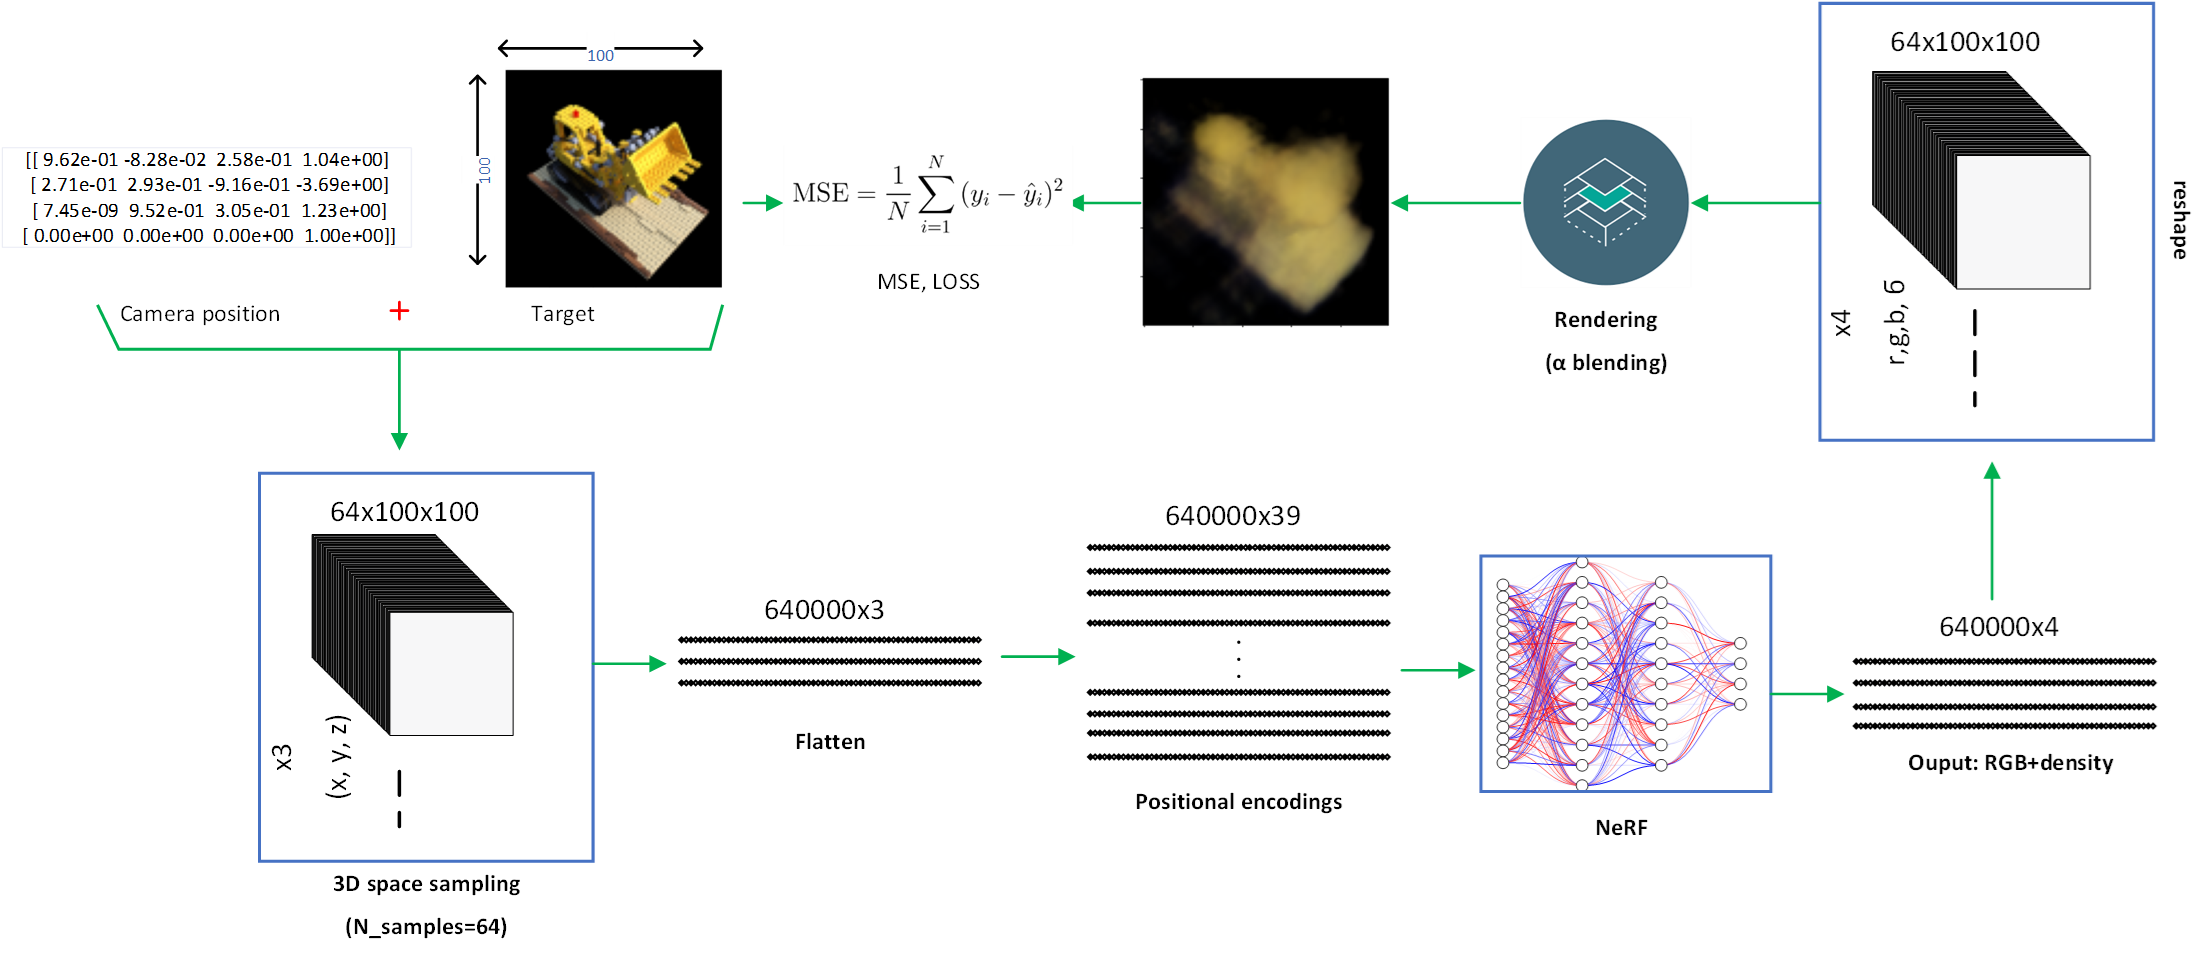 100
100
[[ 9.62e-01 -8.28e-02 2.58e-01 1.04e+00]
[ 2.71e-01 2.93e-01 -9.16e-01 -3.69e+00]
[ 7.45e-09 9.52e-01 3.05e-01 1.23e+00]
[ 0.00e+00 0.00e+00 0.00e+00 1.00e+00]]
Camera position
+
Target
MSE = 1/N ∑_{i=1}^{N} (y_i − ŷ_i)^2
MSE, LOSS
Rendering
(α blending)
64x100x100
x4
r,g,b, б
reshape
64x100x100
x3
(x, y, z)
3D space sampling
(N_samples=64)
640000x3
Flatten
640000x39
Positional encodings
NeRF
640000x4
Ouput: RGB+density